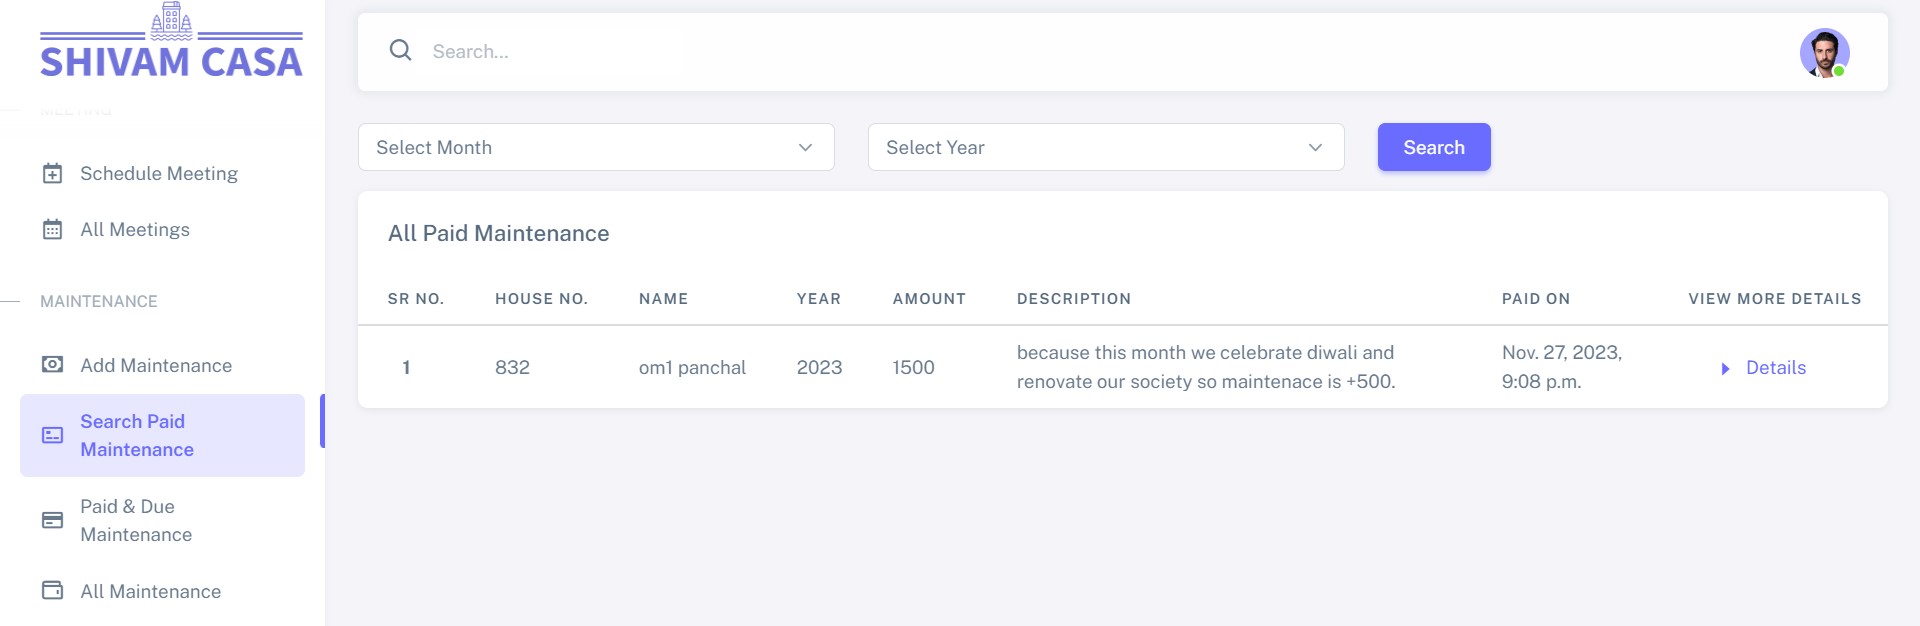 SHIVAM CASA
MEETING
Schedule Meeting
All Meetings
MAINTENANCE
Add Maintenance
Search Paid
Maintenance
Paid & Due
Maintenance
All Maintenance
Search...
Select Month
Select Year
Search
All Paid Maintenance
SR NO. HOUSE NO. NAME YEAR AMOUNT DESCRIPTION PAID ON VIEW MORE DETAILS
1 832 om1 panchal 2023 1500 because this month we celebrate diwali and renovate our society so maintenace is +500. Nov. 27, 2023, 9:08 p.m. Details